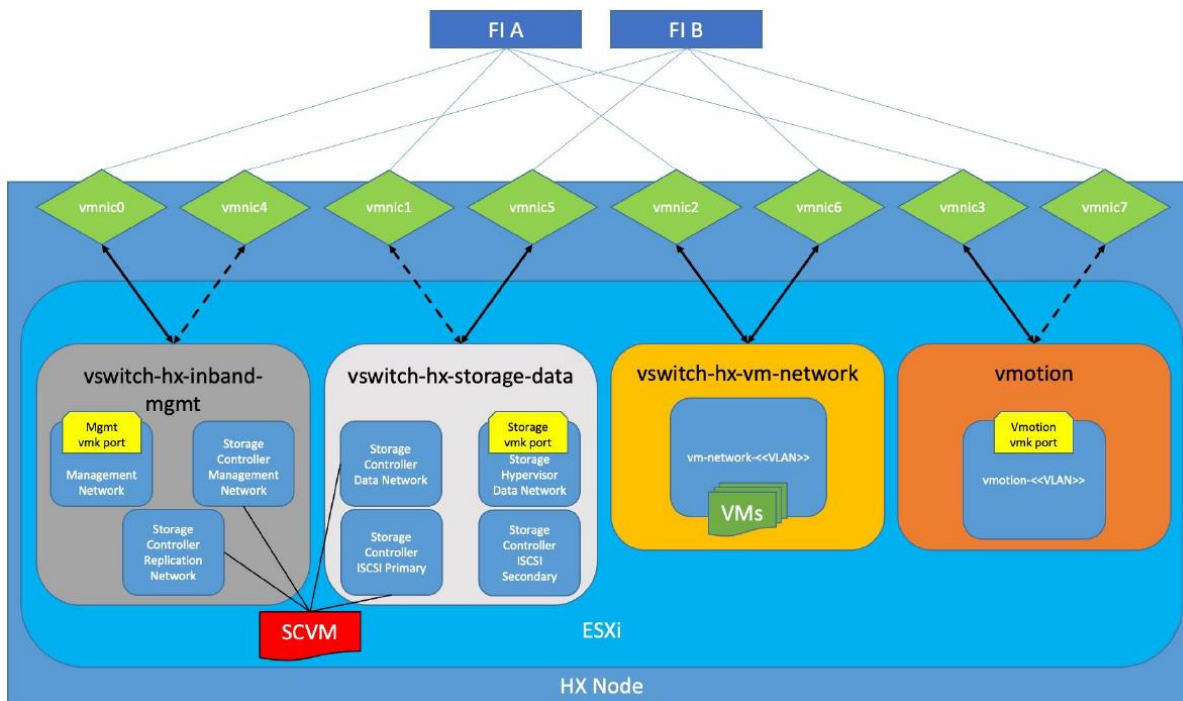 FI A
FI B
vmnic0
vmnic4
vmnic1
vmnic5
vmnic2
vmnic6
vmnic3
vmnic7
vswitch-hx-inband-
mgmt
Mgmt
vmk port
Management
Network
Storage
Controller
Management
Network
Storage
Controller
Replication
Network
vswitch-hx-storage-data
Storage
Controller
Data Network
Storage
vmk port
Storage
Hypervisor
Data Network
Storage
Controller
ISCSI Primary
Storage
Controller
ISCSI
Secondary
vswitch-hx-vm-network
vm-network-<<VLAN>>
VMs
vmotion
Vmotion
vmk port
vmotion-<<VLAN>>
SCVM
ESXi
HX Node